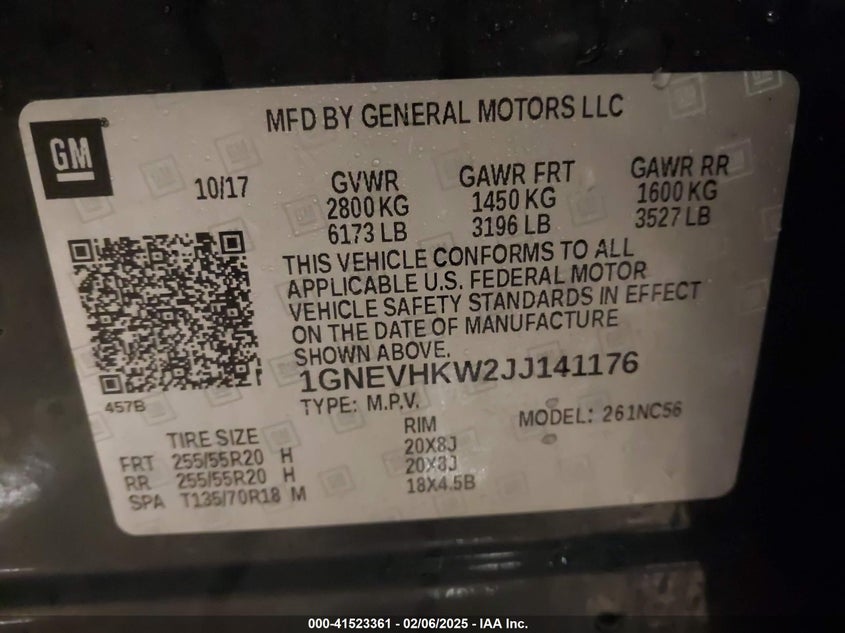 MFD BY GENERAL MOTORS LLC
GM
10/17
GVWR
2800 KG
6173 LB
GAWR FRT
1450 KG
3196 LB
GAWR RR
1600 KG
3527 LB
THIS VEHICLE CONFORMS TO ALL
APPLICABLE U.S. FEDERAL MOTOR
VEHICLE SAFETY STANDARDS IN EFFECT
ON THE DATE OF MANUFACTURE
SHOWN ABOVE.
1GNEVHKW2JJ141176
457B
TYPE: M.P.V.
MODEL: 261NC56
TIRE SIZE RIM
FRT 255/55R20 H 20X8J
RR 255/55R20 H 20X8J
SPA T135/70R18 M 18X4.5B
000-41523361 - 02/06/2025 - IAA Inc.